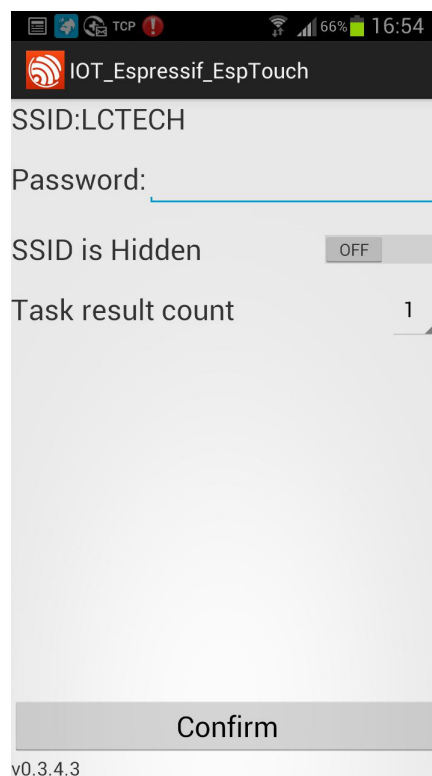 TCP 66% 16:54
IOT_Espressif_EspTouch
SSID:LCTECH
Password:
SSID is Hidden OFF
Task result count 1
Confirm
v0.3.4.3